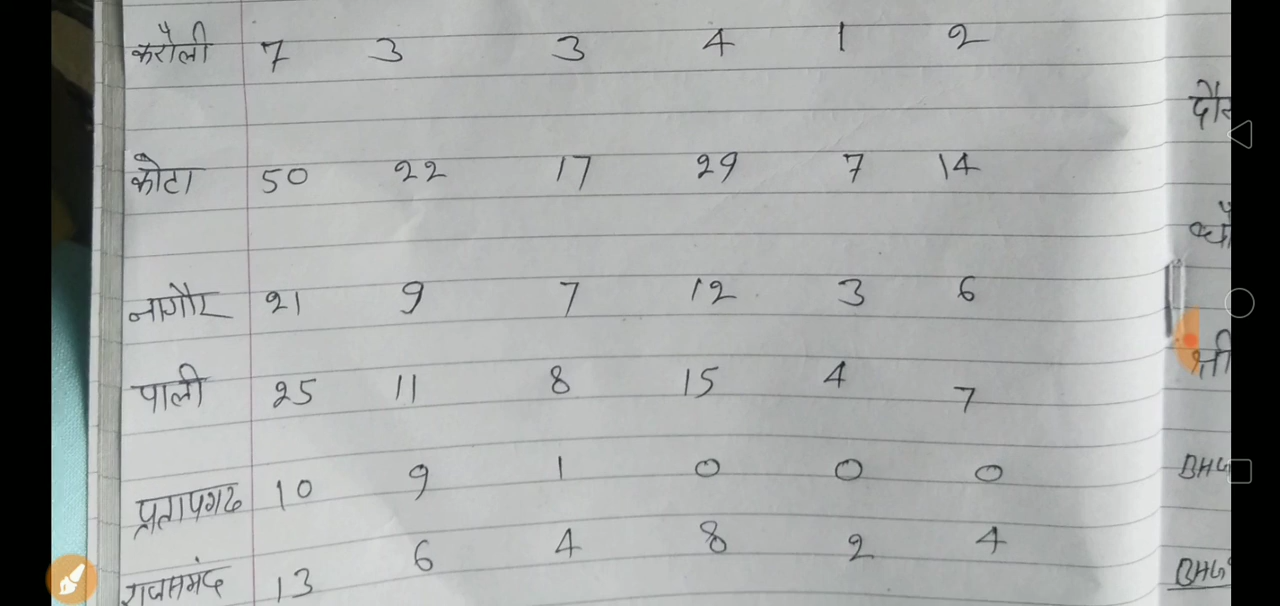 करौली 7 3 3 4 1 2
कोटा 50 22 17 29 7 14
नागौर 21 9 7 12 3 6
पाली 25 11 8 15 4 7
प्रतापगढ 10 9 1 0 0 0
राजसमंद 13 6 4 8 2 4